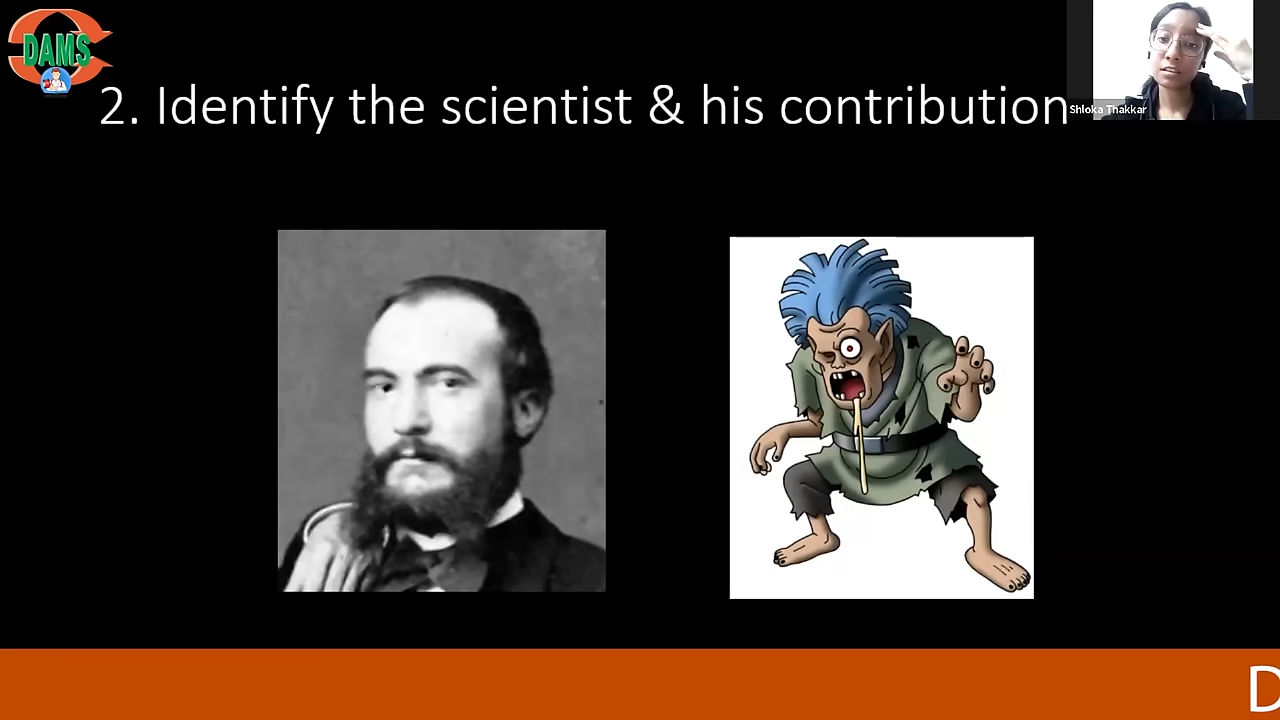 DAMS
2. Identify the scientist & his contribution
Shloka Thakkar
D